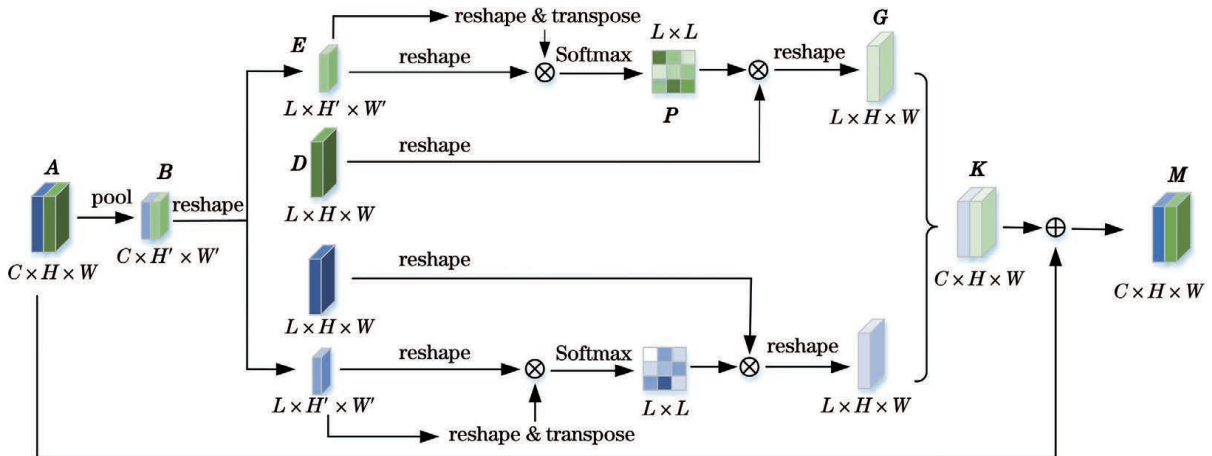 reshape & transpose
E
reshape
Softmax
L × L
reshape
G
L × H′ × W′
P
L × H × W
D
reshape
L × H × W
A
pool
B
reshape
C × H × W
C × H′ × W′
K
M
C × H × W
C × H × W
reshape
L × H × W
reshape
Softmax
reshape
L × H′ × W′
L × L
L × H × W
reshape & transpose